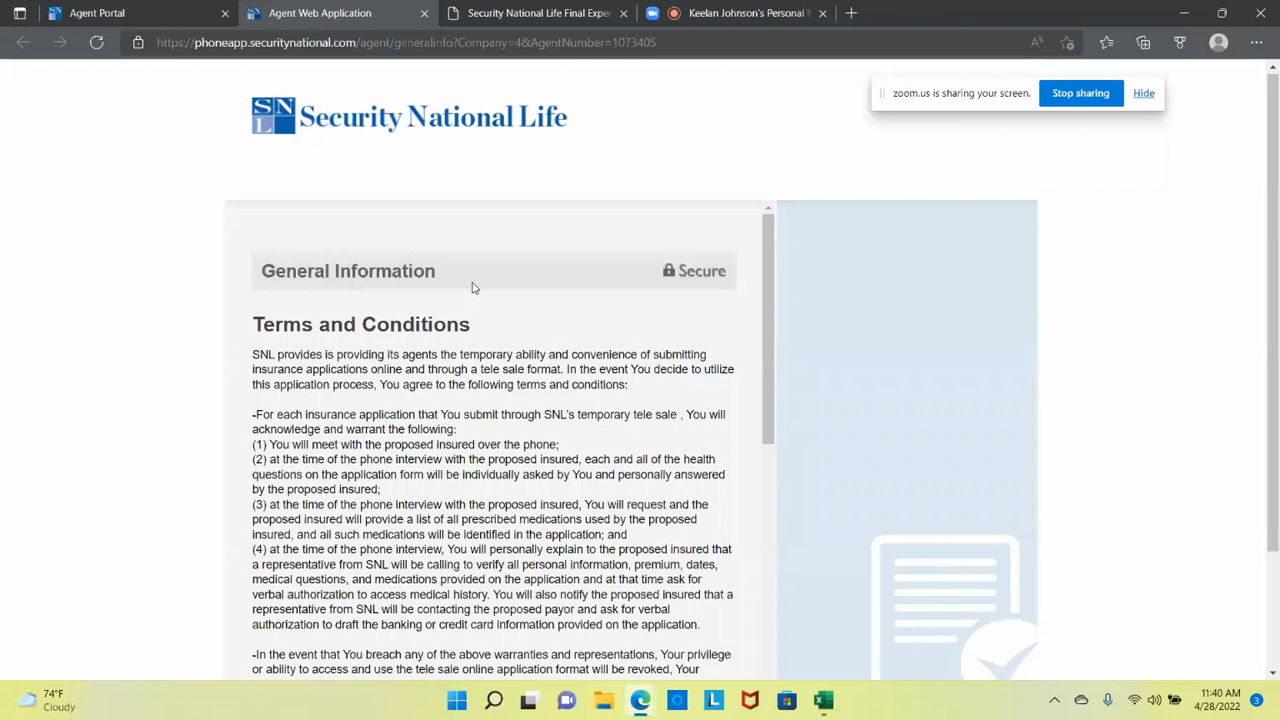 Agent Portal
Agent Web Application
Security National Life Final Expe
Keelan Johnson's Personal
https://phoneapp.securitynational.com/agent/generalinfo?Company=4&AgentNumber=1073405
zoom.us is sharing your screen.
Stop sharing
Hide
SNL Security National Life
General Information
Secure
Terms and Conditions
SNL provides is providing its agents the temporary ability and convenience of submitting
insurance applications online and through a tele sale format. In the event You decide to utilize
this application process, You agree to the following terms and conditions:
-For each insurance application that You submit through SNL's temporary tele sale , You will
acknowledge and warrant the following:
(1) You will meet with the proposed insured over the phone;
(2) at the time of the phone interview with the proposed insured, each and all of the health
questions on the application form will be individually asked by You and personally answered
by the proposed insured;
(3) at the time of the phone interview with the proposed insured, You will request and the
proposed insured will provide a list of all prescribed medications used by the proposed
insured, and all such medications will be identified in the application; and
(4) at the time of the phone interview, You will personally explain to the proposed insured that
a representative from SNL will be calling to verify all personal information, premium, dates,
medical questions, and medications provided on the application and at that time ask for
verbal authorization to access medical history. You will also notify the proposed insured that a
representative from SNL will be contacting the proposed payor and ask for verbal
authorization to draft the banking or credit card information provided on the application.
-In the event that You breach any of the above warranties and representations, Your privilege
or ability to access and use the tele sale online application format will be revoked, Your
74°F
Cloudy
11:40 AM
4/28/2022
3